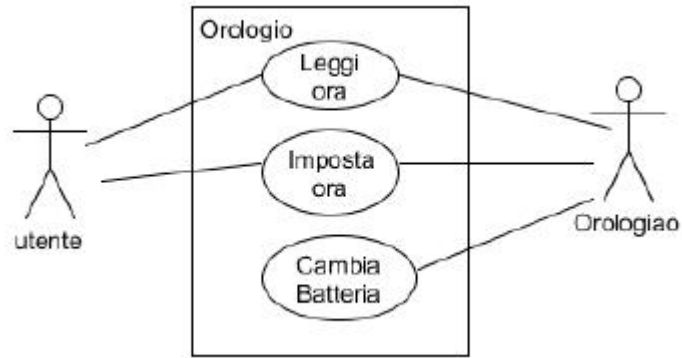 Orologio
Leggi
ora
Imposta
ora
Cambia
Batteria
utente
Orologiao